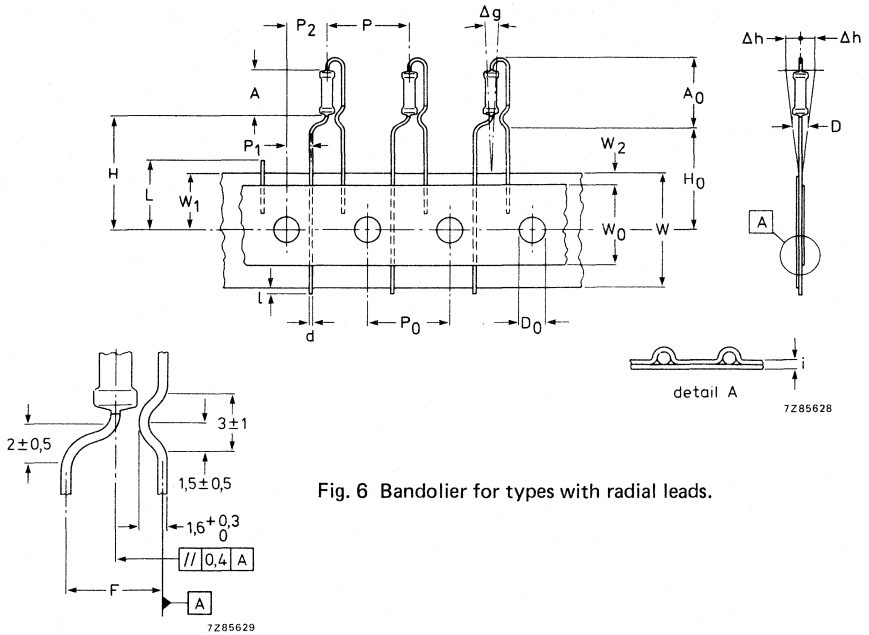 P2 P Δg
Δh Δh
A A0
D
H P1 W2 H0
L W1 W0 W A
l
d P0 D0
i
detail A
7Z85628
2±0,5 3±1
1,5±0,5
1,6 +0,3 0
// 0,4 A
F
A
7Z85629
Fig. 6 Bandolier for types with radial leads.